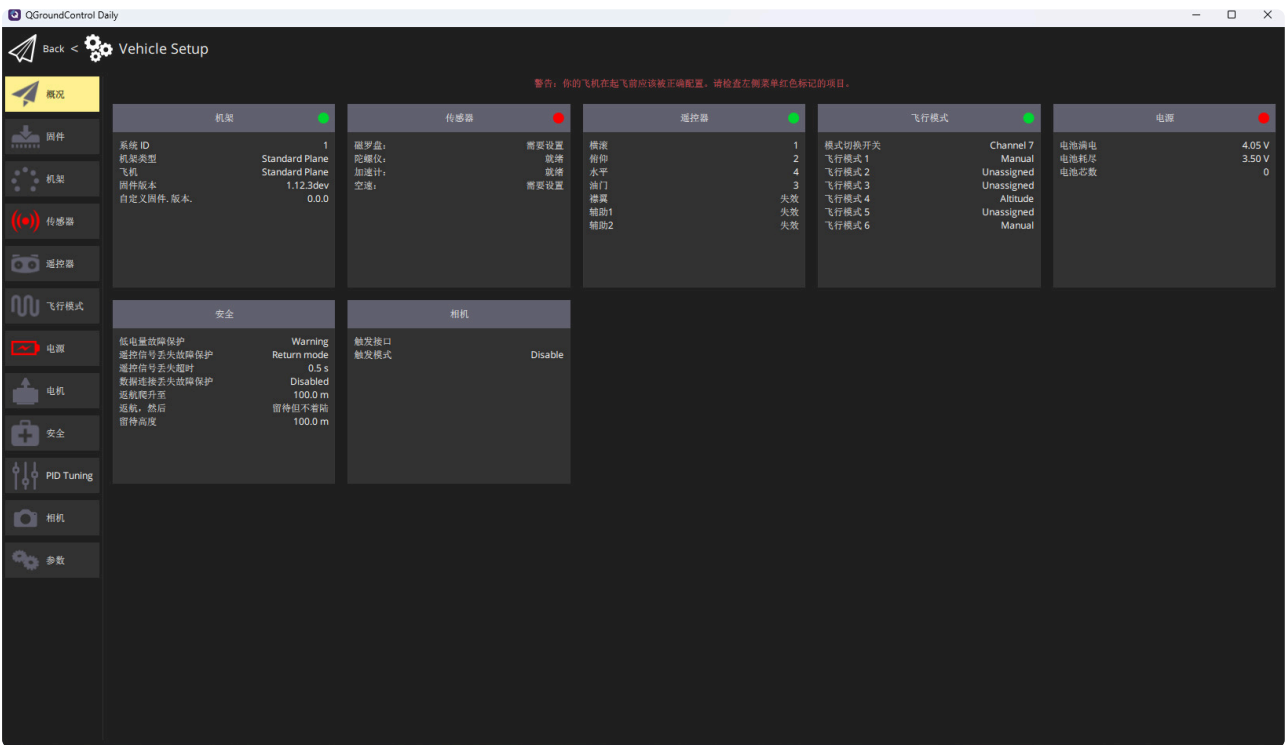 QGroundControl Daily
Back < Vehicle Setup
警告：你的飞机在起飞前应该被正确配置。请检查左侧菜单红色标记的项目。
概况
固件
机架
传感器
遥控器
飞行模式
电源
电机
安全
PID Tuning
相机
参数
机架
系统 ID 1
机架类型 Standard Plane
飞机 Standard Plane
固件版本 1.12.3dev
自定义固件. 版本. 0.0.0
传感器
磁罗盘： 需要设置
陀螺仪： 就绪
加速计： 就绪
空速： 需要设置
遥控器
横滚 1
俯仰 2
水平 4
油门 3
襟翼 失效
辅助1 失效
辅助2 失效
飞行模式
模式切换开关 Channel 7
飞行模式 1 Manual
飞行模式 2 Unassigned
飞行模式 3 Unassigned
飞行模式 4 Altitude
飞行模式 5 Unassigned
飞行模式 6 Manual
电源
电池满电 4.05 V
电池耗尽 3.50 V
电池芯数 0
安全
低电量故障保护 Warning
遥控信号丢失故障保护 Return mode
遥控信号丢失超时 0.5 s
数据连接丢失故障保护 Disabled
返航爬升至 100.0 m
返航，然后 留待但不着陆
留待高度 100.0 m
相机
触发接口
触发模式 Disable